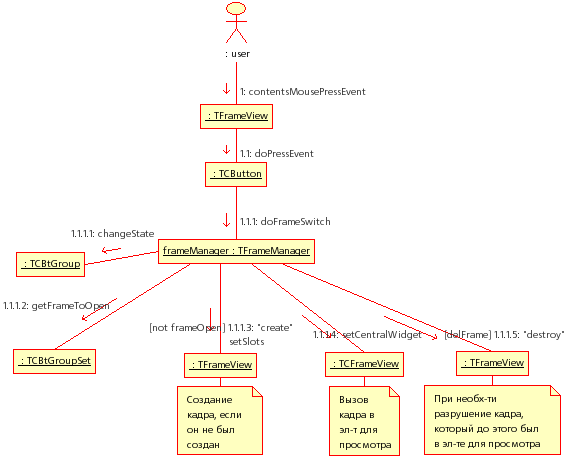 : user
1: contentsMousePressEvent
: TFrameView
1.1: doPressEvent
: TCButton
1.1.1: doFrameSwitch
1.1.1.1: changeState
frameManager : TFrameManager
: TCBtGroup
1.1.1.2: getFrameToOpen
[not frameOpen] 1.1.1.3: "create"
setSlots
1.1.1.4: setCentralWidget
[delFrame] 1.1.1.5: "destroy"
: TCBtGroupSet
: TFrameView
: TCFrameView
: TFrameView
Создание
кадра, если
он не был
создан
Вызов
кадра в
эл-т для
просмотра
При необх-ти
разрушение кадра,
который до этого был
в эл-те для просмотра